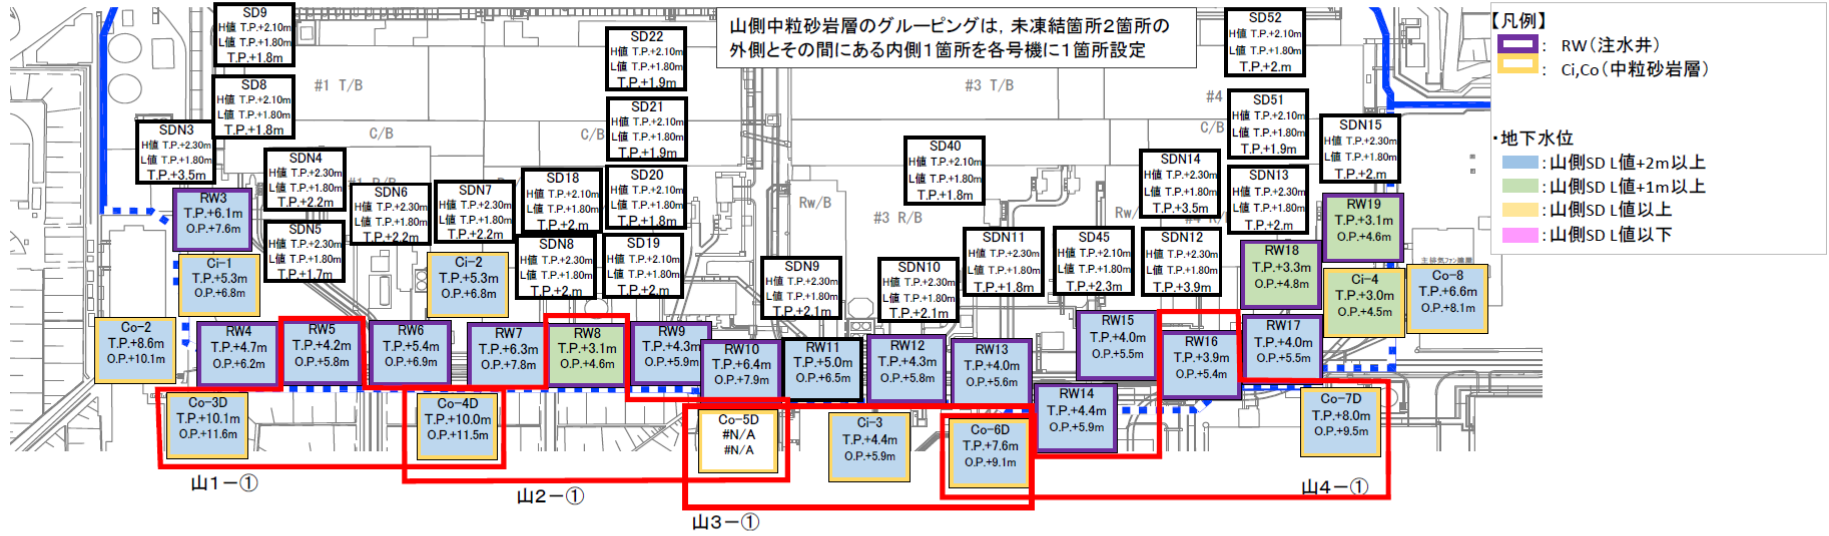 山側中粒砂岩層のグルーピングは，未凍結箇所2箇所の
外側とその間にある内側1箇所を各号機に1箇所設定
【凡例】
： RW（注水井）
： Ci,Co（中粒砂岩層）
・地下水位
：山側SD L値+2m以上
：山側SD L値+1m以上
：山側SD L値以上
：山側SD L値以下
SD9
H値 T.P.+2.10m
L値 T.P.+1.80m
T.P.+1.8m
SD8
H値 T.P.+2.10m
L値 T.P.+1.80m
T.P.+1.8m
SDN3
H値 T.P.+2.30m
L値 T.P.+1.80m
T.P.+3.5m
SDN4
H値 T.P.+2.30m
L値 T.P.+1.80m
T.P.+2.2m
SDN5
H値 T.P.+2.30m
L値 T.P.+1.80m
T.P.+1.7m
SDN6
H値 T.P.+2.30m
L値 T.P.+1.80m
T.P.+2.2m
SDN7
H値 T.P.+2.30m
L値 T.P.+1.80m
T.P.+2.2m
SD18
H値 T.P.+2.10m
L値 T.P.+1.80m
T.P.+2.m
SDN8
H値 T.P.+2.30m
L値 T.P.+1.80m
T.P.+2.m
SD22
H値 T.P.+2.10m
L値 T.P.+1.80m
T.P.+1.9m
SD21
H値 T.P.+2.10m
L値 T.P.+1.80m
T.P.+1.9m
SD20
H値 T.P.+2.10m
L値 T.P.+1.80m
T.P.+1.8m
SD19
H値 T.P.+2.10m
L値 T.P.+1.80m
T.P.+2.m
SDN9
H値 T.P.+2.30m
L値 T.P.+1.80m
T.P.+2.1m
SD40
H値 T.P.+2.10m
L値 T.P.+1.80m
T.P.+1.8m
SDN10
H値 T.P.+2.30m
L値 T.P.+1.80m
T.P.+2.1m
SDN11
H値 T.P.+2.30m
L値 T.P.+1.80m
T.P.+1.8m
SD45
H値 T.P.+2.10m
L値 T.P.+1.80m
T.P.+2.3m
SDN14
H値 T.P.+2.30m
L値 T.P.+1.80m
T.P.+3.5m
SDN12
H値 T.P.+2.30m
L値 T.P.+1.80m
T.P.+3.9m
SD52
H値 T.P.+2.10m
L値 T.P.+1.80m
T.P.+2.m
SD51
H値 T.P.+2.10m
L値 T.P.+1.80m
T.P.+1.9m
SDN13
H値 T.P.+2.30m
L値 T.P.+1.80m
T.P.+2.m
SDN15
H値 T.P.+2.30m
L値 T.P.+1.80m
T.P.+2.m
#1 T/B
C/B
C/B
#3 T/B
#4
C/B
Rw/B
#3 R/B
RW3
T.P.+6.1m
O.P.+7.6m
Ci-1
T.P.+5.3m
O.P.+6.8m
Ci-2
T.P.+5.3m
O.P.+6.8m
Co-2
T.P.+8.6m
O.P.+10.1m
RW4
T.P.+4.7m
O.P.+6.2m
RW5
T.P.+4.2m
O.P.+5.8m
RW6
T.P.+5.4m
O.P.+6.9m
RW7
T.P.+6.3m
O.P.+7.8m
RW8
T.P.+3.1m
O.P.+4.6m
RW9
T.P.+4.3m
O.P.+5.9m
RW10
T.P.+6.4m
O.P.+7.9m
RW11
T.P.+5.0m
O.P.+6.5m
RW12
T.P.+4.3m
O.P.+5.8m
RW13
T.P.+4.0m
O.P.+5.6m
RW14
T.P.+4.4m
O.P.+5.9m
RW15
T.P.+4.0m
O.P.+5.5m
RW16
T.P.+3.9m
O.P.+5.4m
RW17
T.P.+4.0m
O.P.+5.5m
RW18
T.P.+3.3m
O.P.+4.8m
RW19
T.P.+3.1m
O.P.+4.6m
Ci-4
T.P.+3.0m
O.P.+4.5m
Co-8
T.P.+6.6m
O.P.+8.1m
Co-3D
T.P.+10.1m
O.P.+11.6m
Co-4D
T.P.+10.0m
O.P.+11.5m
Co-5D
#N/A
#N/A
Ci-3
T.P.+4.4m
O.P.+5.9m
Co-6D
T.P.+7.6m
O.P.+9.1m
Co-7D
T.P.+8.0m
O.P.+9.5m
山1－①
山2－①
山3－①
山4－①